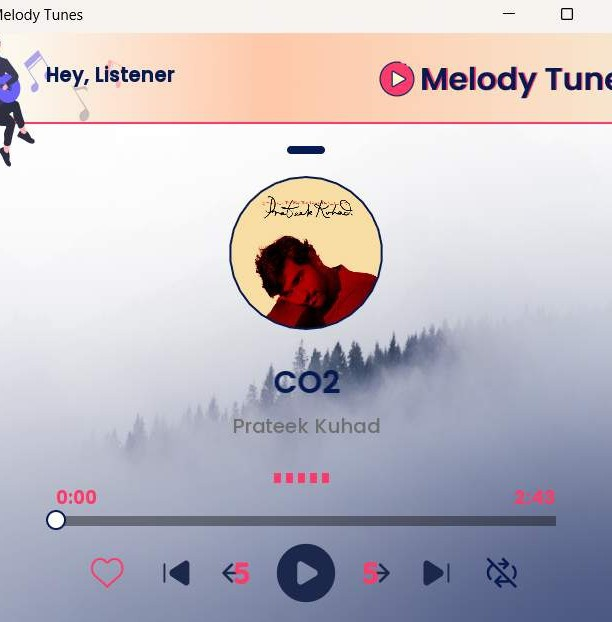 Melody Tunes
Hey, Listener
Melody Tune
Prateek Kuhad
CO2
Prateek Kuhad
0:00
2:43
5
5